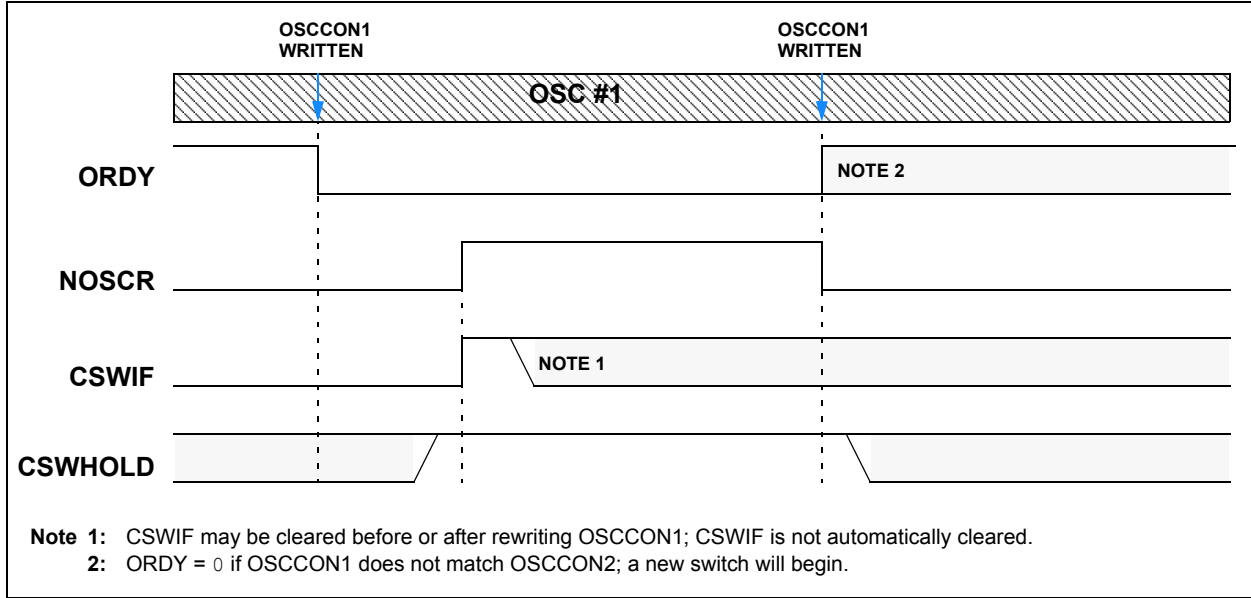 OSCCON1 OSCCON1
WRITTEN WRITTEN
OSC #1
ORDY NOTE 2
NOSCR
CSWIF NOTE 1
CSWHOLD
Note 1: CSWIF may be cleared before or after rewriting OSCCON1; CSWIF is not automatically cleared.
2: ORDY = 0 if OSCCON1 does not match OSCCON2; a new switch will begin.